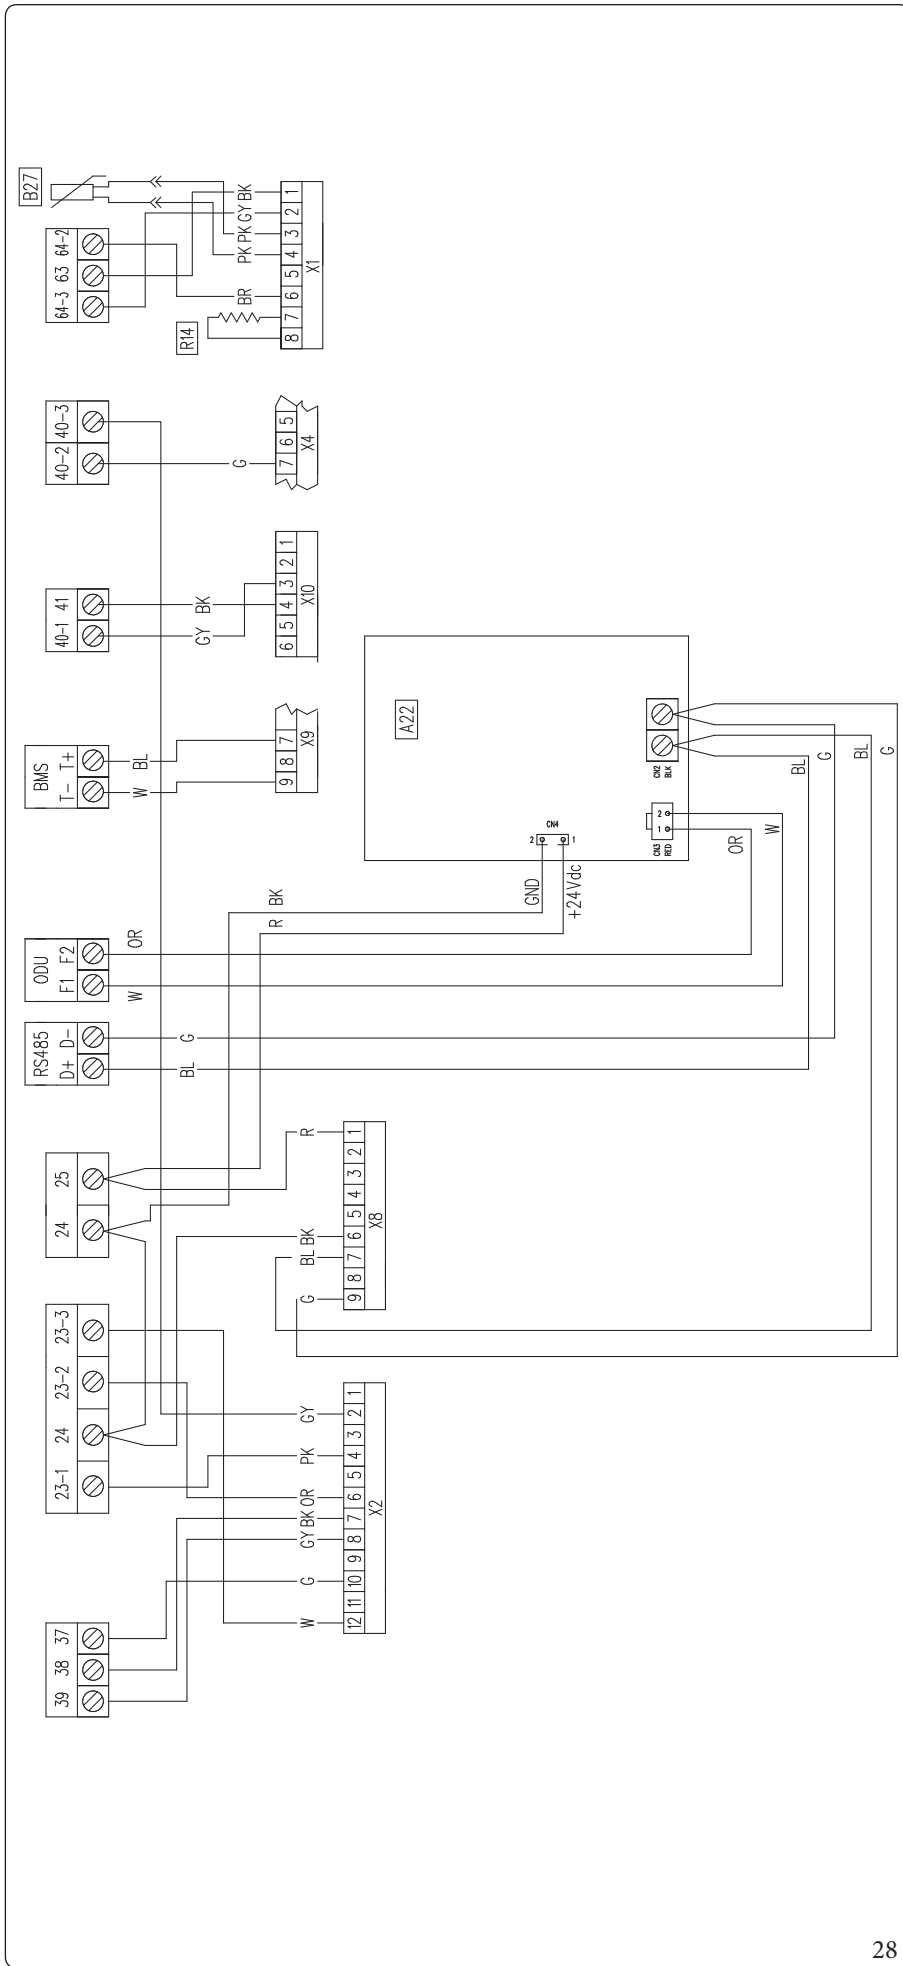 B27
64-3 63 64-2
BK
GY
PK
PK
BR
R14
8 7 6 5 4 3 2 1
X1
40-2 40-3
G
7 6 5
X4
40-1 41
GY
BK
6 5 4 3 2 1
X10
BMS
T- T+
W
BL
9 8 7
X9
A22
CN2
BLK
CN3
RED
1 2
CN4
2 1
GND
+24Vdc
BL
G
BL
G
OR
W
R
BK
ODU
F1 F2
W
OR
RS485
D+ D-
BL
G
24 25
R
BK
BL
G
9 8 7 6 5 4 3 2 1
X8
23-1 24 23-2 23-3
GY
PK
OR
BK
GY
G
W
12 11 10 9 8 7 6 5 4 3 2 1
X2
39 38 37
28